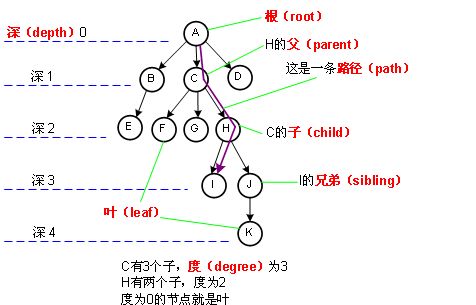 根（root）
深（depth）0
A
H的父（parent）
深1
B
C
D
这是一条路径（path）
深2
E
F
G
H
C的子（child）
深3
I
J
I的兄弟（sibling）
叶（leaf）
深4
K
C有3个子，度（degree）为3
H有两个子，度为2
度为0的节点就是叶